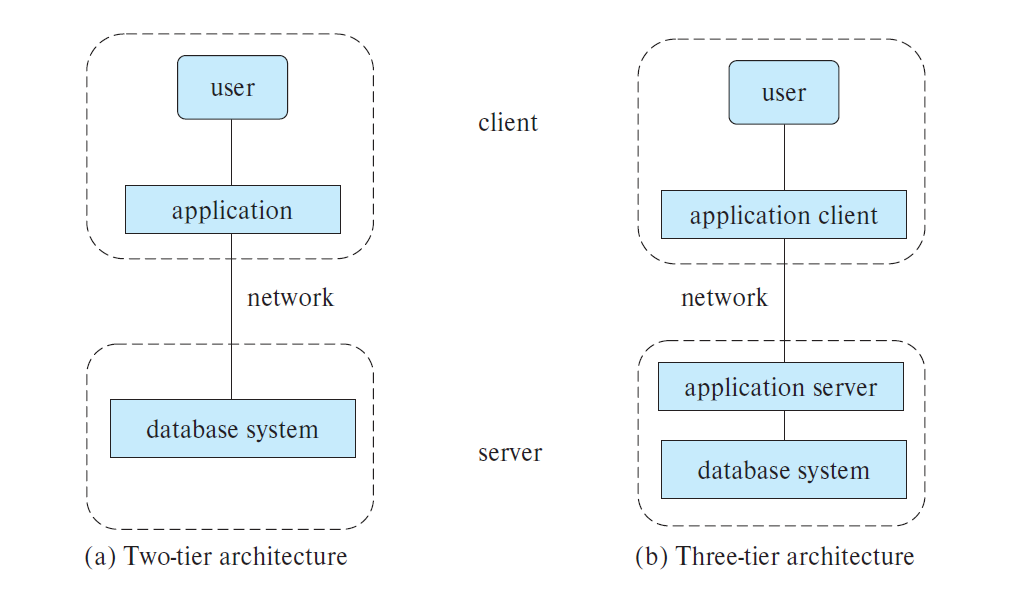 user
application
network
database system
(a) Two-tier architecture
client
server
user
application client
network
application server
database system
(b) Three-tier architecture